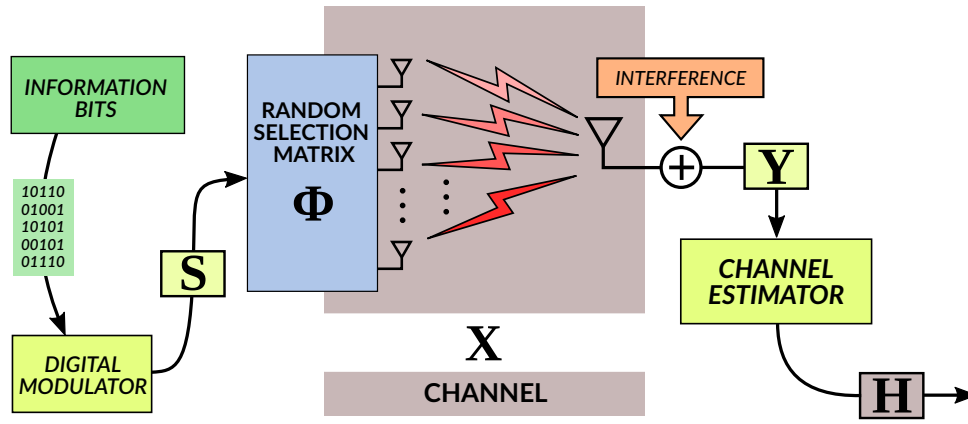 INFORMATION
BITS
10110
01001
10101
00101
01110
DIGITAL
MODULATOR
S
RANDOM
SELECTION
MATRIX
Φ
X
CHANNEL
INTERFERENCE
Y
CHANNEL
ESTIMATOR
H